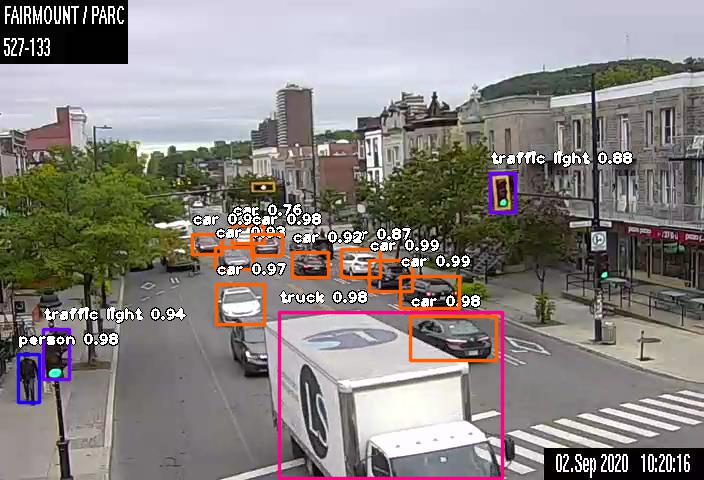 FAIRMOUNT / PARC
527-133
traffic light 0.88
car 0.76
car 0.98
car 0.92
0.87
car 0.99
car 0.99
car 0.97
truck 0.98
car 0.98
traffic light 0.94
person 0.98
LS
02.Sep 2020 10:20:16